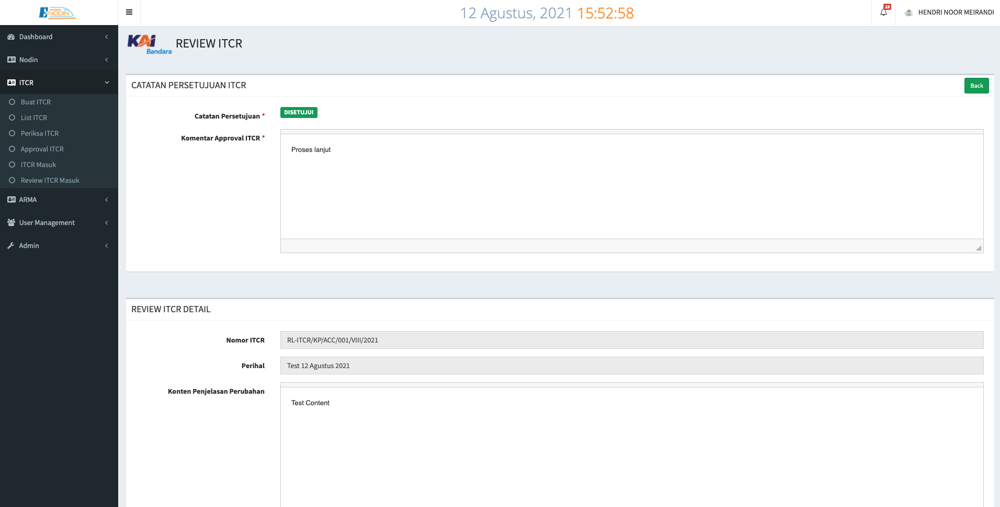 NODIN
12 Agustus, 2021 15:52:58
28
HENDRI NOOR MEIRANDI
Dashboard
Nodin
ITCR
Buat ITCR
List ITCR
Periksa ITCR
Approval ITCR
ITCR Masuk
Review ITCR Masuk
ARMA
User Management
Admin
KAI
Bandara
REVIEW ITCR
CATATAN PERSETUJUAN ITCR
Back
Catatan Persetujuan *
DISETUJUI
Komentar Approval ITCR *
Proses lanjut
REVIEW ITCR DETAIL
Nomor ITCR
RL-ITCR/KP/ACC/001/VIII/2021
Perihal
Test 12 Agustus 2021
Konten Penjelasan Perubahan
Test Content